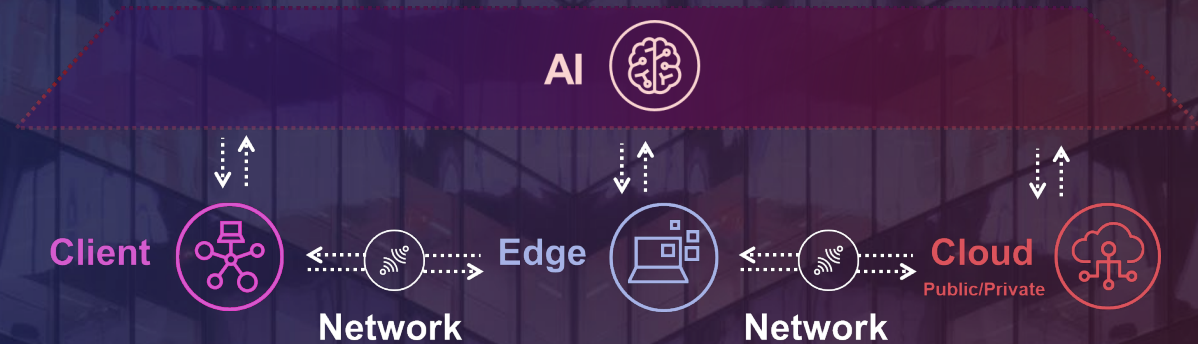 AI
Client
Edge
Cloud
Public/Private
Network
Network